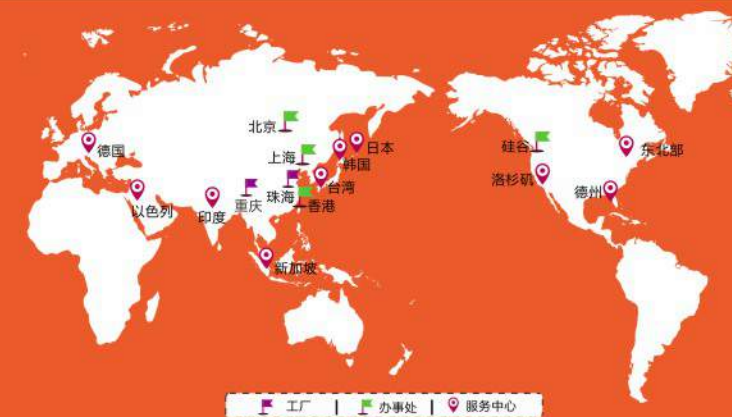 北京
德国
上海
日本
韩国
硅谷
东北部
台湾
洛杉矶
珠海
德州
以色列
印度
重庆
香港
新加坡
工厂 | 办事处 | 服务中心